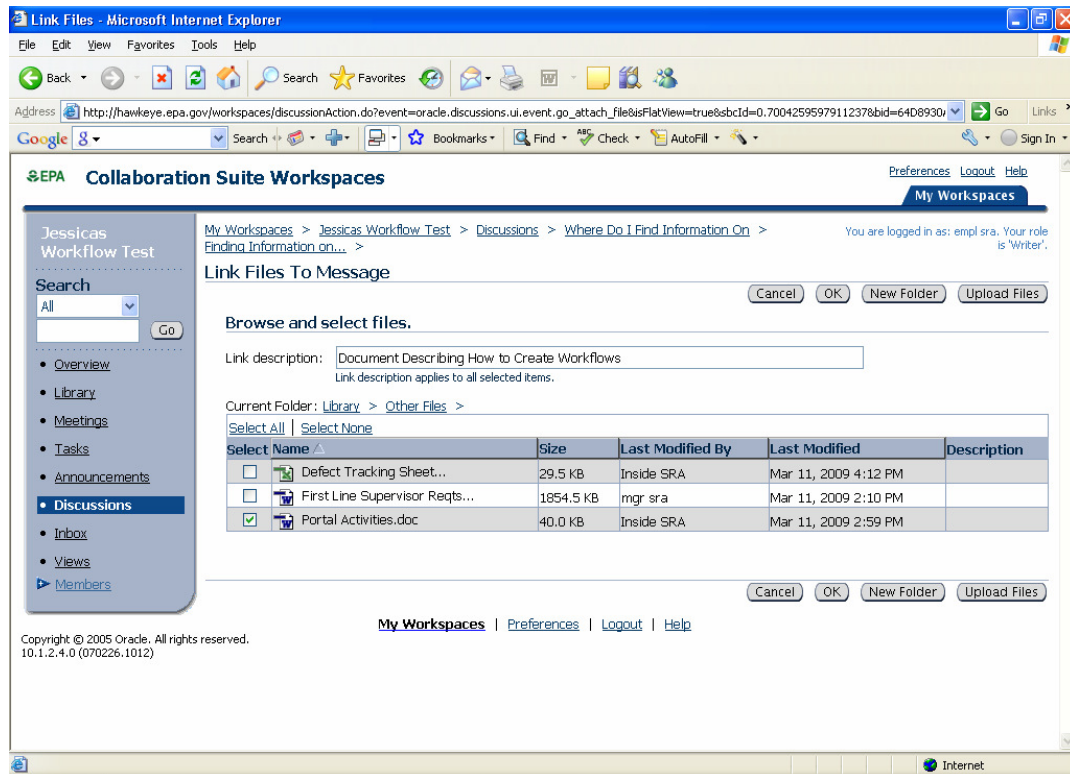 Link Files - Microsoft Internet Explorer
File Edit View Favorites Tools Help
Back Search Favorites
Address http://hawkeye.epa.gov/workspaces/discussionAction.do?event=oracle.discussions.ui.event.go_attach_file&isFlatView=true&sbcId=0.7004259597911237&bid=64D8930 Go Links
Google Search Bookmarks Find Check AutoFill Sign In
EPA Collaboration Suite Workspaces
Preferences Logout Help
My Workspaces
Jessicas
Workflow Test
Search
All
Go
• Overview
• Library
• Meetings
• Tasks
• Announcements
• Discussions
• Inbox
• Views
Members
My Workspaces > Jessicas Workflow Test > Discussions > Where Do I Find Information On >
Finding Information on... >
You are logged in as: empl sra. Your role
is 'Writer'.
Link Files To Message
Cancel OK New Folder Upload Files
Browse and select files.
Link description: Document Describing How to Create Workflows
Link description applies to all selected items.
Current Folder: Library > Other Files >
Select All | Select None
Select Name Size Last Modified By Last Modified Description
Defect Tracking Sheet... 29.5 KB Inside SRA Mar 11, 2009 4:12 PM
First Line Supervisor Reqts... 1854.5 KB mgr sra Mar 11, 2009 2:10 PM
Portal Activities.doc 40.0 KB Inside SRA Mar 11, 2009 2:59 PM
Cancel OK New Folder Upload Files
My Workspaces | Preferences | Logout | Help
Copyright © 2005 Oracle. All rights reserved.
10.1.2.4.0 (070226.1012)
Internet